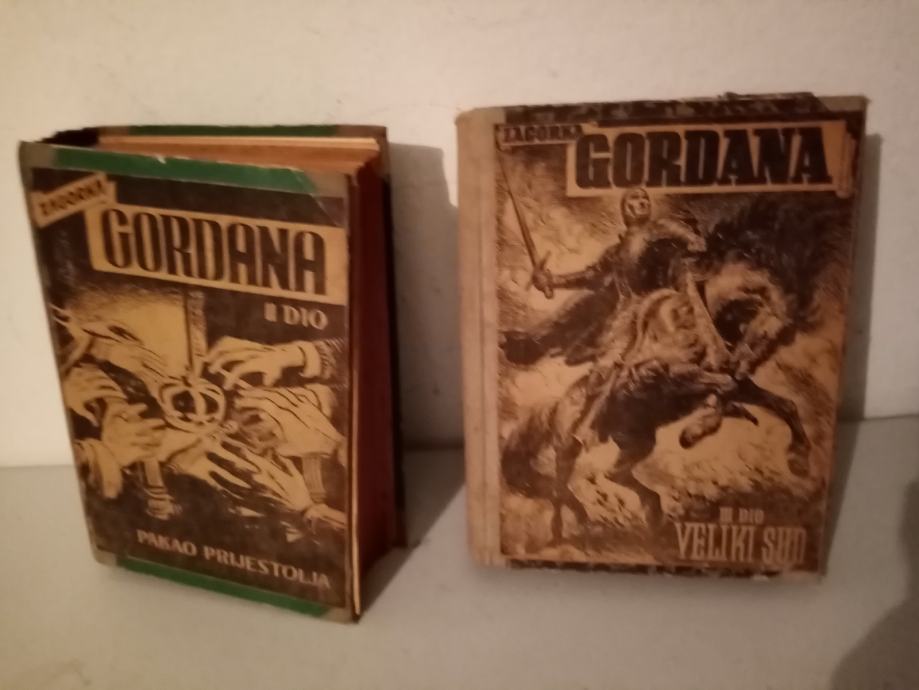 ZAGORKA
GORDANA
II DIO
PAKAO PRIJESTOLJA
ZAGORKA
GORDANA
III DIO
VELIKI SUD